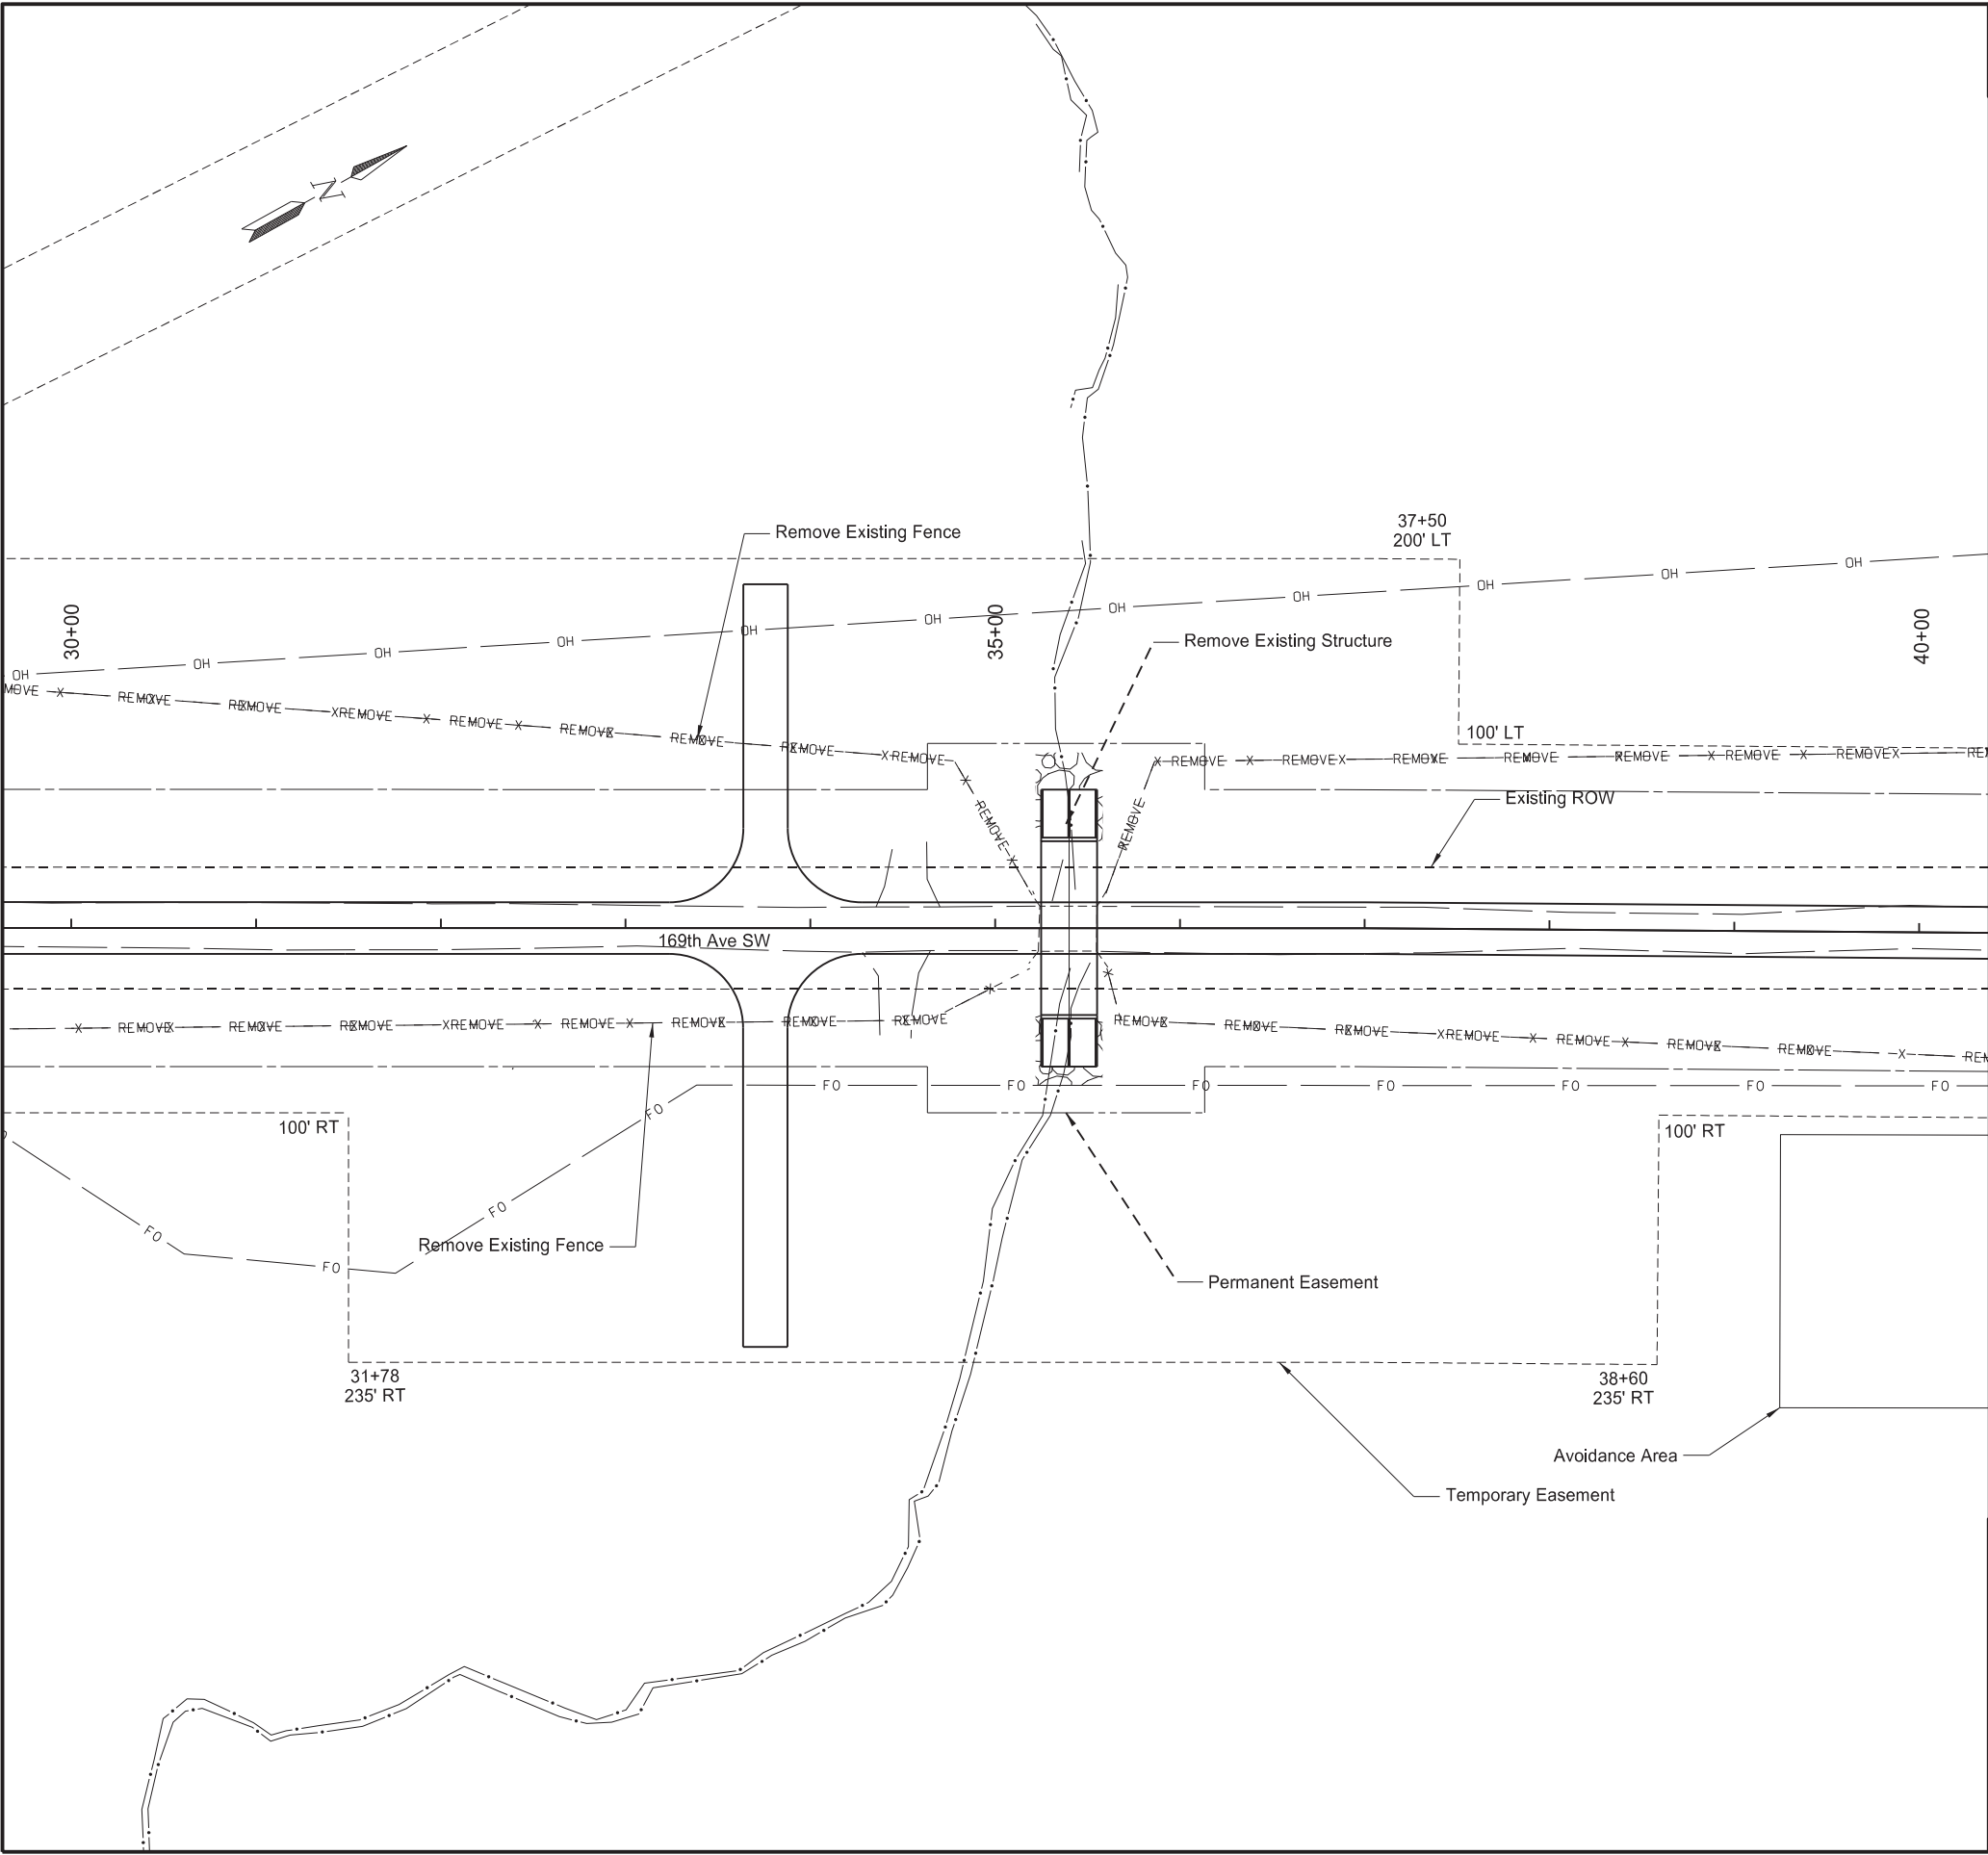 N
Remove Existing Fence
37+50
200' LT
OH OH OH OH OH OH OH OH OH OH OH
30+00
35+00
40+00
Remove Existing Structure
REMOVE X REMOVE REMOVE X REMOVE X REMOVE X REMOVE REMOVE REMOVE X REMOVE
100' LT
X REMOVE X REMOVE X REMOVE REMOVE REMOVE X REMOVE X REMOVE X
X REMOVE X
REMOVE
Existing ROW
169th Ave SW
X REMOVE X REMOVE REMOVE X REMOVE X REMOVE X REMOVE REMOVE REMOVE X
X REMOVE REMOVE REMOVE X REMOVE X REMOVE X REMOVE REMOVE X
FO FO FO FO FO FO FO
100' RT
FO
100' RT
FO
FO
FO
Remove Existing Fence
Permanent Easement
31+78
235' RT
38+60
235' RT
Avoidance Area
Temporary Easement